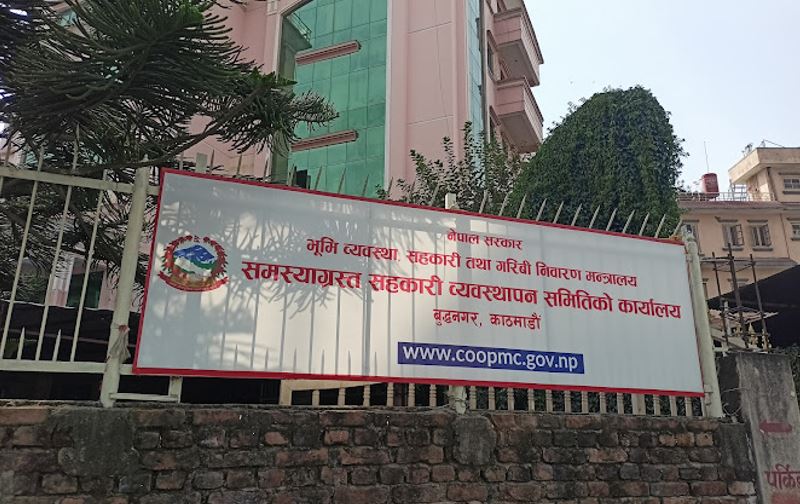 नेपाल सरकार
भूमि व्यवस्था, सहकारी तथा गरिबी निवारण मन्त्रालय
समस्याग्रस्त सहकारी व्यवस्थापन समितिको कार्यालय
बुद्धनगर, काठमाडौं
www.coopmc.gov.np